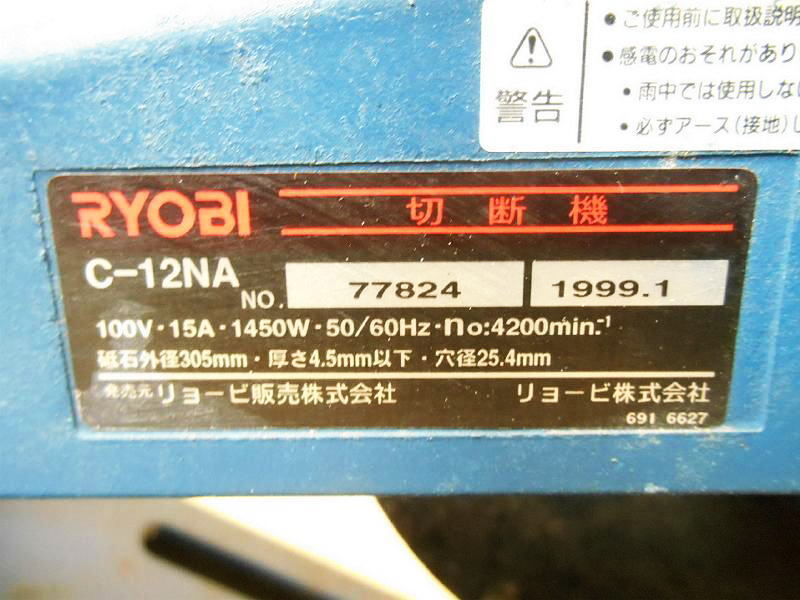 • ご使用前に取扱説明
• 感電のおそれがあり
• 雨中では使用しな
• 必ずアース(接地)し
警告
RYOBI 切断機
C-12NA NO. 77824 1999.1
100V・15A・1450W・50/60Hz・no:4200min.-1
砥石外径305mm・厚さ4.5mm以下・穴径25.4mm
発売元 リョービ販売株式会社 リョービ株式会社
691 6627